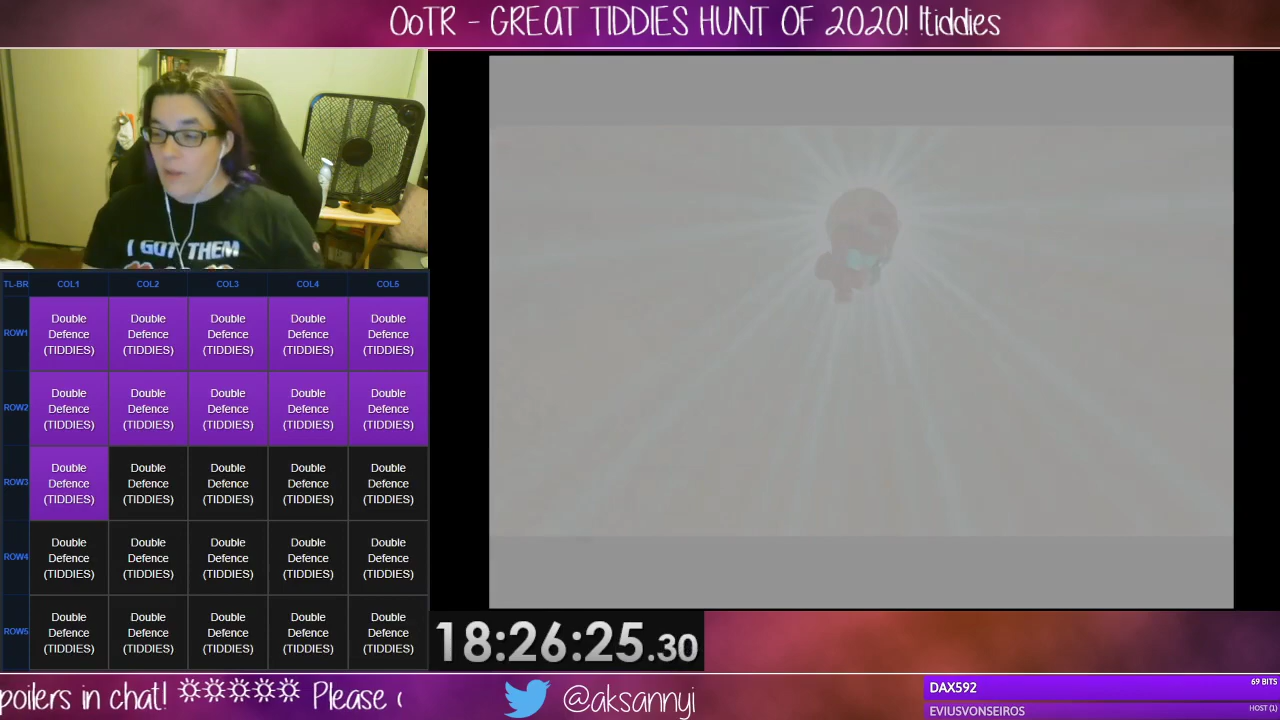 OoTR - GREAT TIDDIES HUNT OF 2020! !tiddies
I GOT THEM
TL-BR COL1 COL2 COL3 COL4 COL5
ROW1 Double Defence (TIDDIES) Double Defence (TIDDIES) Double Defence (TIDDIES) Double Defence (TIDDIES) Double Defence (TIDDIES)
ROW2 Double Defence (TIDDIES) Double Defence (TIDDIES) Double Defence (TIDDIES) Double Defence (TIDDIES) Double Defence (TIDDIES)
ROW3 Double Defence (TIDDIES) Double Defence (TIDDIES) Double Defence (TIDDIES) Double Defence (TIDDIES) Double Defence (TIDDIES)
ROW4 Double Defence (TIDDIES) Double Defence (TIDDIES) Double Defence (TIDDIES) Double Defence (TIDDIES) Double Defence (TIDDIES)
ROW5 Double Defence (TIDDIES) Double Defence (TIDDIES) Double Defence (TIDDIES) Double Defence (TIDDIES) Double Defence (TIDDIES)
18:26:25.30
poilers in chat! ☼☼☼☼☼ Please
@aksannyi
DAX592 69 BITS
EVIUSVONSEIROS HOST (1)